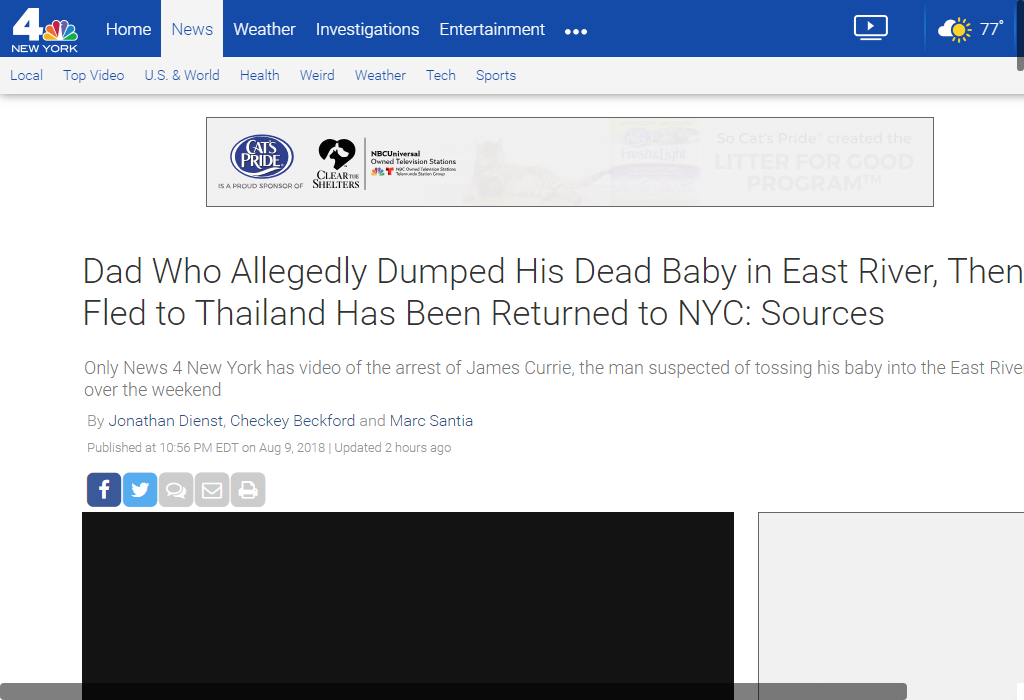 4
NEW YORK
Home News Weather Investigations Entertainment •••
77°
Local Top Video U.S. & World Health Weird Weather Tech Sports
CAT'S PRIDE
IS A PROUD SPONSOR OF
CLEAR THE SHELTERS
NBCUniversal
Owned Television Stations
NBC Owned Television Stations
Telemundo Station Group
Fresh & Light
So Cat's Pride® created the
LITTER FOR GOOD
PROGRAM™
Dad Who Allegedly Dumped His Dead Baby in East River, Then
Fled to Thailand Has Been Returned to NYC: Sources
Only News 4 New York has video of the arrest of James Currie, the man suspected of tossing his baby into the East Rive
over the weekend
By Jonathan Dienst, Checkey Beckford and Marc Santia
Published at 10:56 PM EDT on Aug 9, 2018 | Updated 2 hours ago